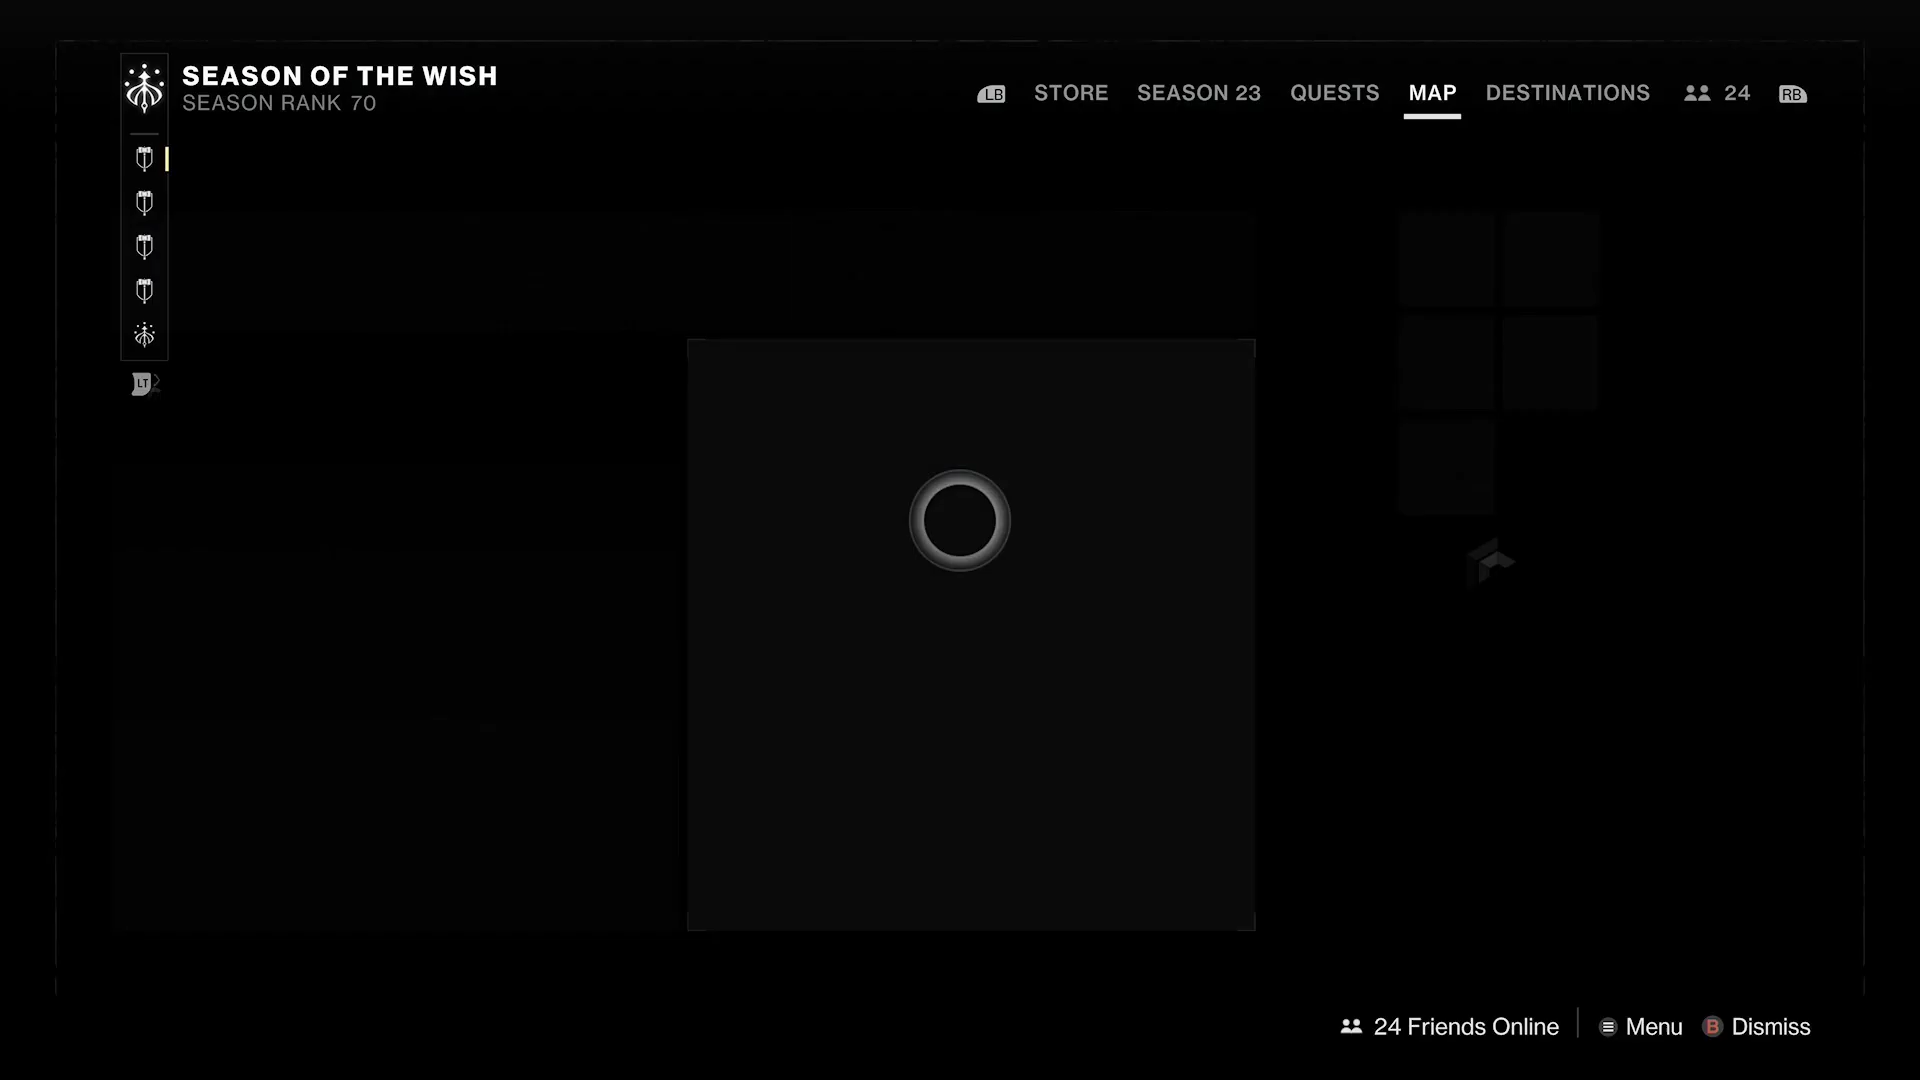 SEASON OF THE WISH
SEASON RANK 70
LB STORE SEASON 23 QUESTS MAP DESTINATIONS 24 RB
LT
24 Friends Online Menu B Dismiss